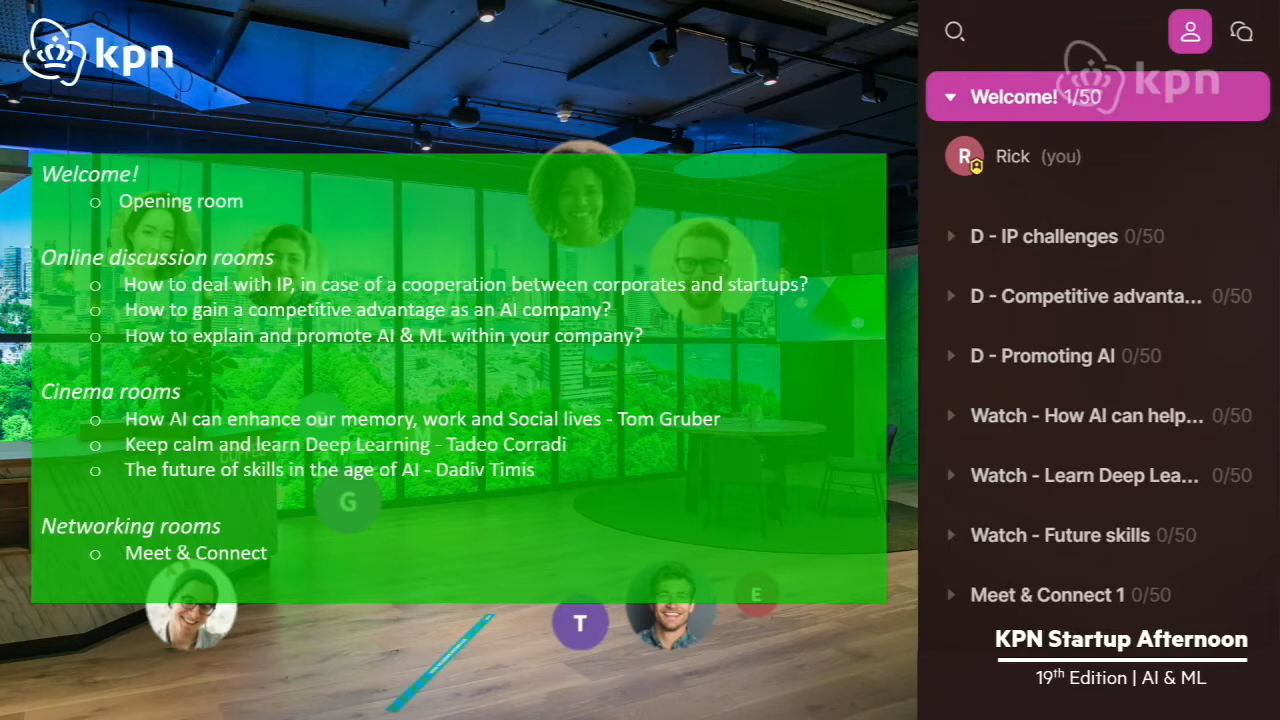 kpn
Welcome!
o Opening room
Online discussion rooms
o How to deal with IP, in case of a cooperation between corporates and startups?
o How to gain a competitive advantage as an AI company?
o How to explain and promote AI & ML within your company?
Cinema rooms
o How AI can enhance our memory, work and Social lives - Tom Gruber
o Keep calm and learn Deep Learning - Tadeo Corradi
o The future of skills in the age of AI - Dadiv Timis
G
Networking rooms
o Meet & Connect
T
E
kpn
Welcome! 1/50
R Rick (you)
D - IP challenges 0/50
D - Competitive advanta... 0/50
D - Promoting AI 0/50
Watch - How AI can help... 0/50
Watch - Learn Deep Lea... 0/50
Watch - Future skills 0/50
Meet & Connect 1 0/50
KPN Startup Afternoon
19th Edition | AI & ML